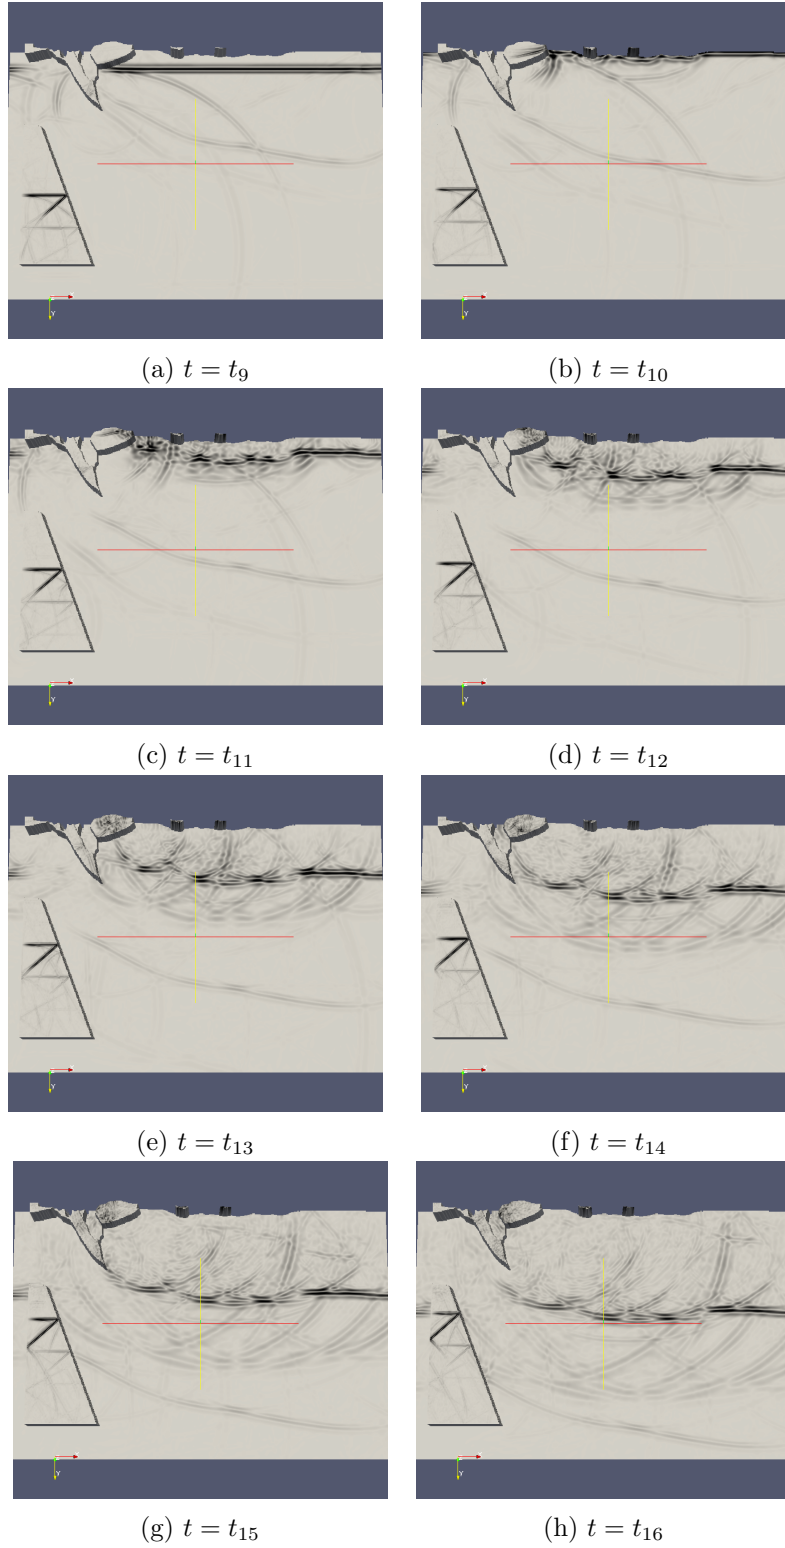 (a) t = t₉ (b) t = t₁₀
(c) t = t₁₁ (d) t = t₁₂
(e) t = t₁₃ (f) t = t₁₄
(g) t = t₁₅ (h) t = t₁₆